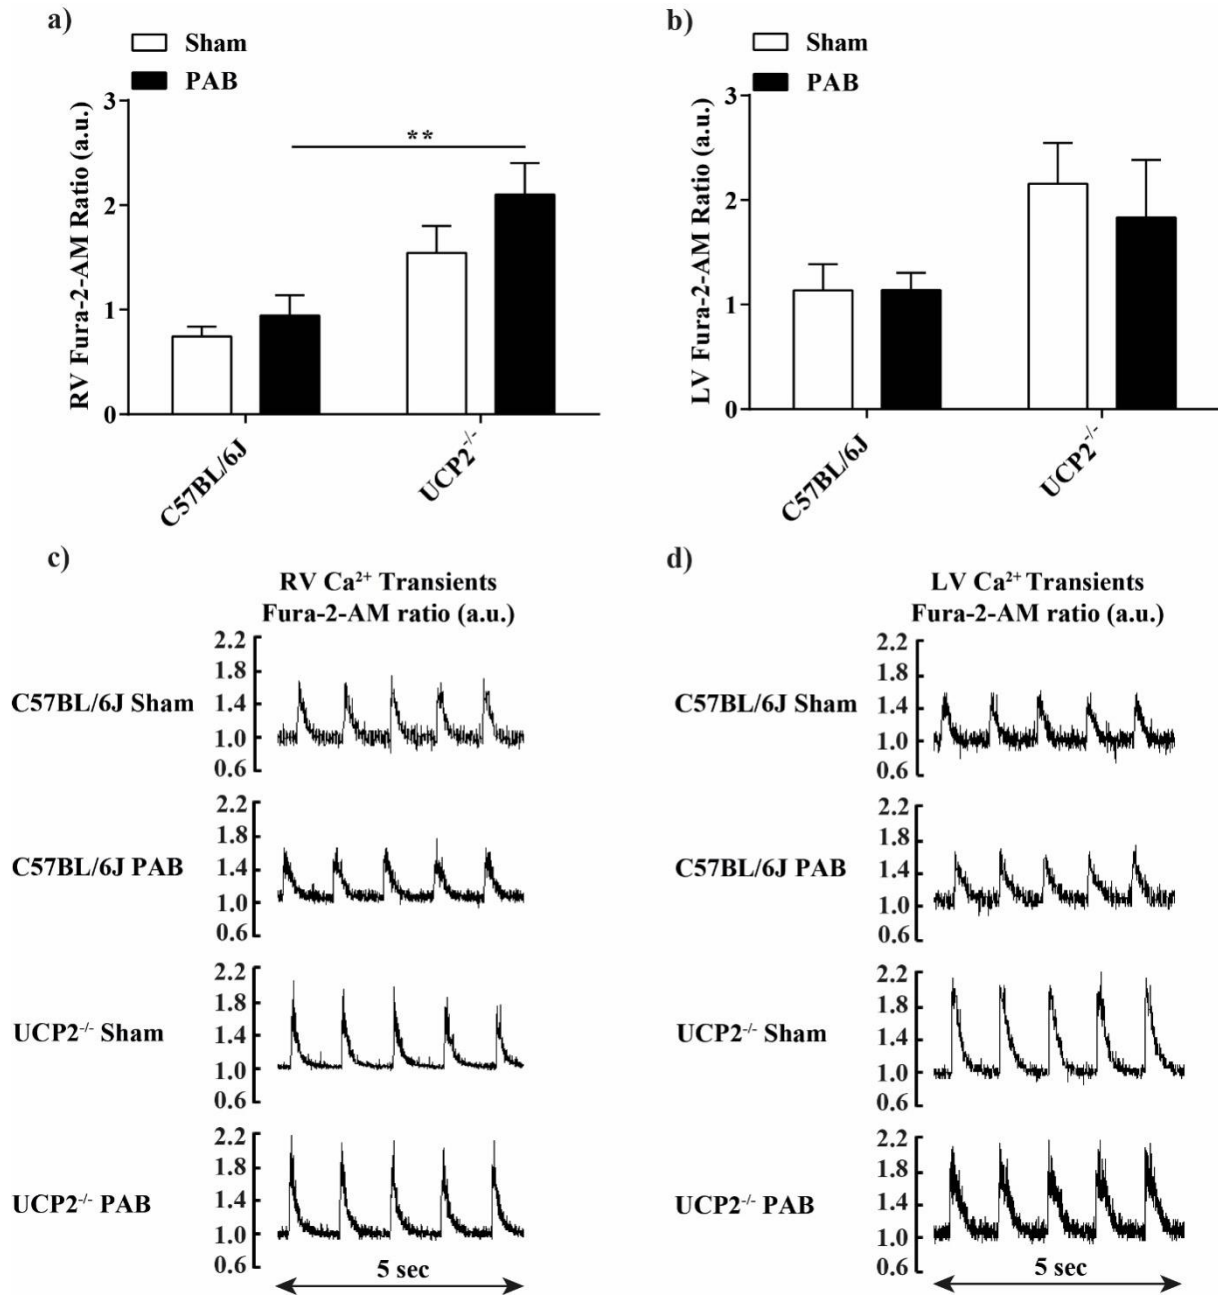 a)
Sham
PAB
RV Fura-2-AM Ratio (a.u.)
3
2
1
0
**
C57BL/6J
UCP2⁻/⁻
b)
Sham
PAB
LV Fura-2-AM Ratio (a.u.)
3
2
1
0
C57BL/6J
UCP2⁻/⁻
c)
RV Ca²⁺ Transients
Fura-2-AM ratio (a.u.)
C57BL/6J Sham
2.2
1.8
1.4
1.0
0.6
C57BL/6J PAB
2.2
1.8
1.4
1.0
0.6
UCP2⁻/⁻ Sham
2.2
1.8
1.4
1.0
0.6
UCP2⁻/⁻ PAB
2.2
1.8
1.4
1.0
0.6
5 sec
d)
LV Ca²⁺ Transients
Fura-2-AM ratio (a.u.)
C57BL/6J Sham
2.2
1.8
1.4
1.0
0.6
C57BL/6J PAB
2.2
1.8
1.4
1.0
0.6
UCP2⁻/⁻ Sham
2.2
1.8
1.4
1.0
0.6
UCP2⁻/⁻ PAB
2.2
1.8
1.4
1.0
0.6
5 sec